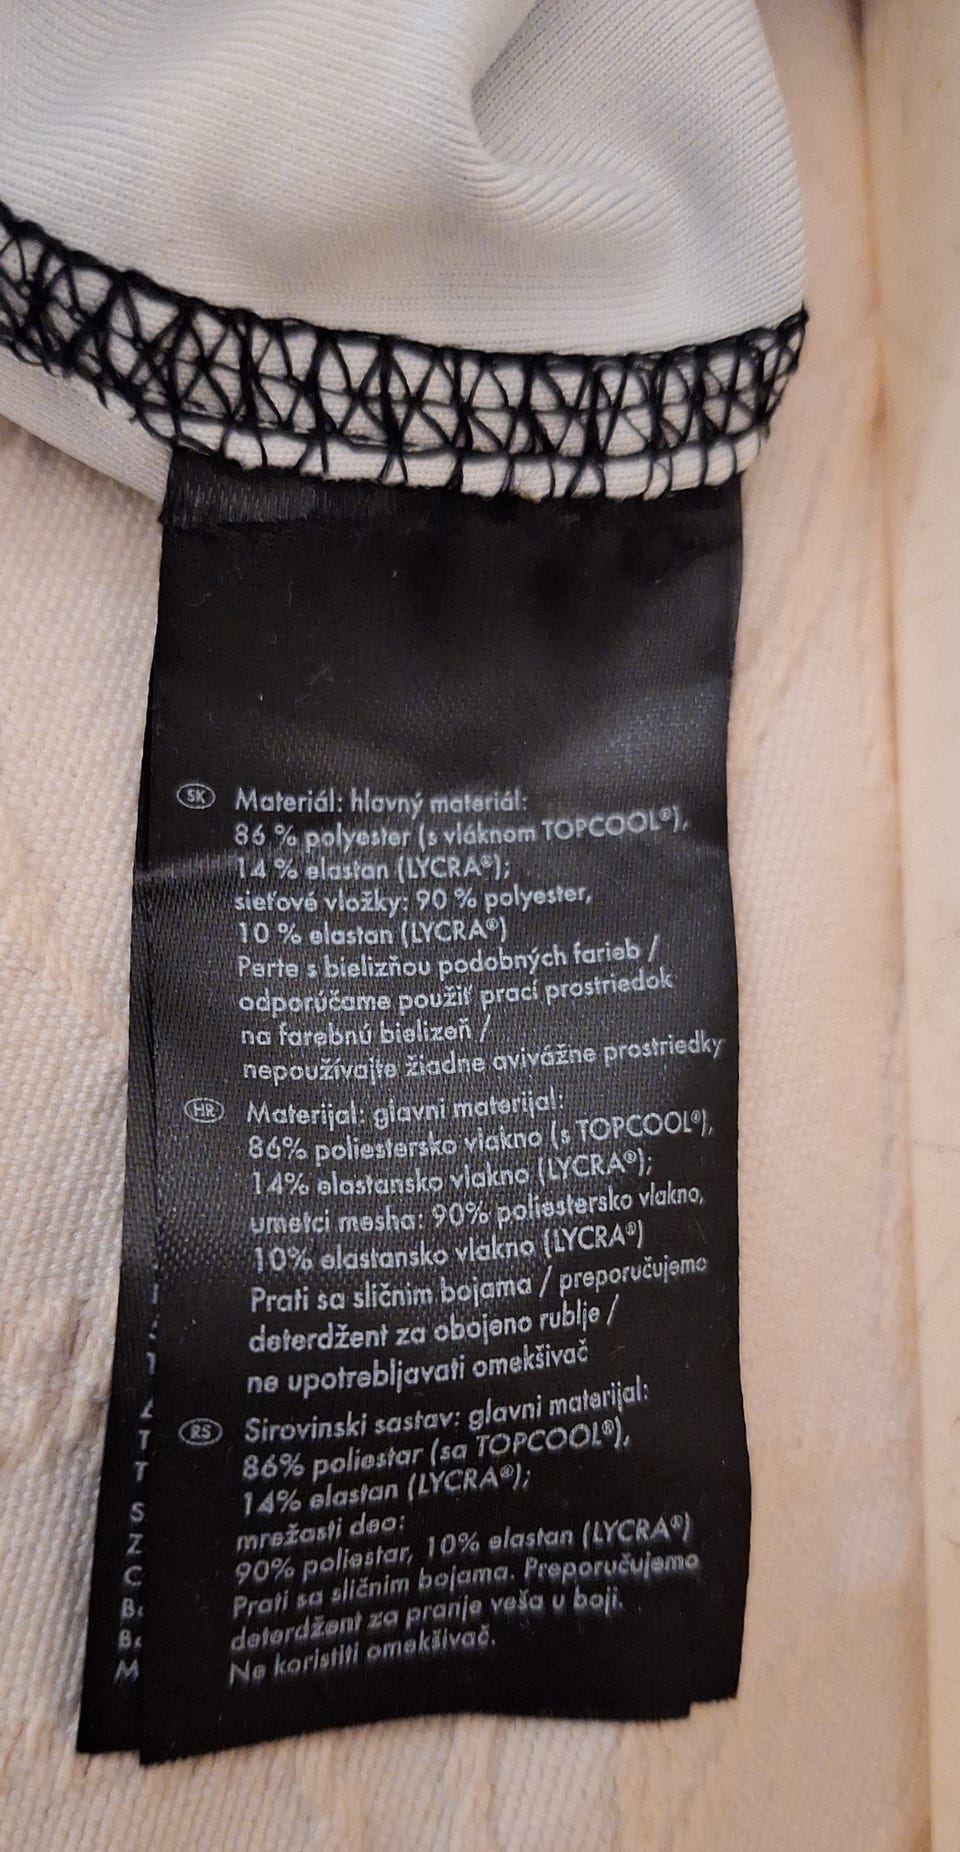 SK Materiál: hlavný materiál:
86 % polyester (s vláknom TOPCOOL®),
14 % elastan (LYCRA®);
sieťové vložky: 90 % polyester,
10 % elastan (LYCRA®)
Perte s bielizňou podobných farieb /
odporúčame použiť prací prostriedok
na farebnú bielizeň /
nepoužívajte žiadne avivážne prostriedky
HR Materijal: glavni materijal:
86% poliestersko vlakno (s TOPCOOL®),
14% elastansko vlakno (LYCRA®);
umetci mesha: 90% poliestersko vlakno,
10% elastansko vlakno (LYCRA®)
Prati sa sličnim bojama / preporučujemo
deterdžent za obojeno rublje /
ne upotrebljavati omekšivač
RS Sirovinski sastav: glavni materijal:
86% poliestar (sa TOPCOOL®),
14% elastan (LYCRA®);
mrežasti deo:
90% poliestar, 10% elastan (LYCRA®)
Prati sa sličnim bojama. Preporučujemo
deterdžent za pranje veša u boji.
Ne koristiti omekšivač.
T
T
S
Z
C
B
B
M